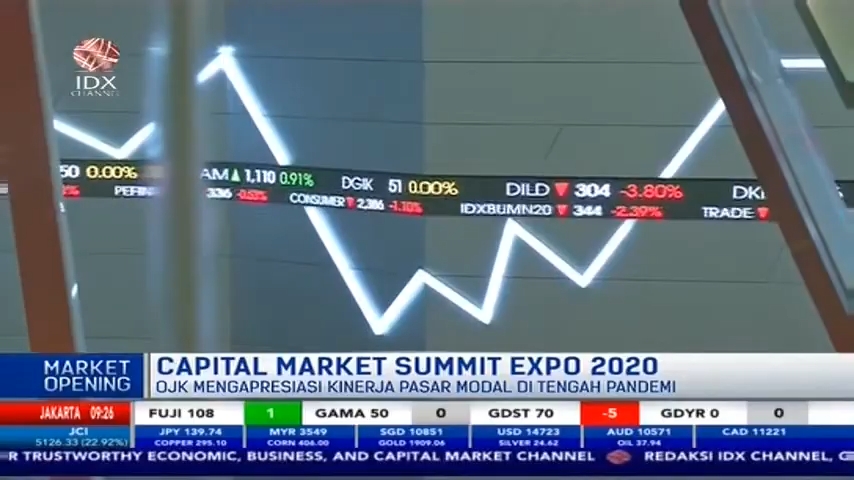 IDX
CHANNEL
50 0.00% AM ▲ 1,110 0.91% DGIK 51 0.00% DILD ▼ 304 -3.80%
PEFIN 336 -0.53% CONSUMER ▼ 2,386 -1.10% IDXBUMN20 ▼ 344 -2.39% TRADE ▼
MARKET OPENING
CAPITAL MARKET SUMMIT EXPO 2020
OJK MENGAPRESIASI KINERJA PASAR MODAL DI TENGAH PANDEMI
JAKARTA 09:26 FUJI 108 1 GAMA 50 0 GDST 70 -5 GDYR 0 0
JCI JPY 139.74 MYR 3549 SGD 10851 USD 14723 AUD 10571 CAD 11221
5126.33 (22.92%) COPPER 295.10 CORN 406.00 GOLD 1909.06 SILVER 24.62 OIL 37.94
R TRUSTWORTHY ECONOMIC, BUSINESS, AND CAPITAL MARKET CHANNEL REDAKSI IDX CHANNEL, G